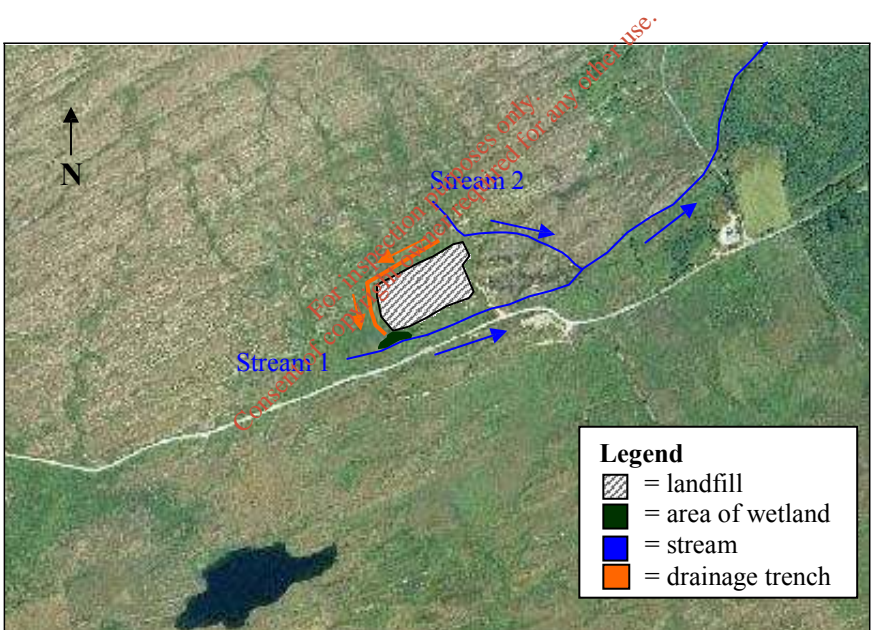 For inspection purposes only.
Consent of copyright owner required for any other use.
N
Stream 2
Stream 1
Legend
= landfill
= area of wetland
= stream
= drainage trench